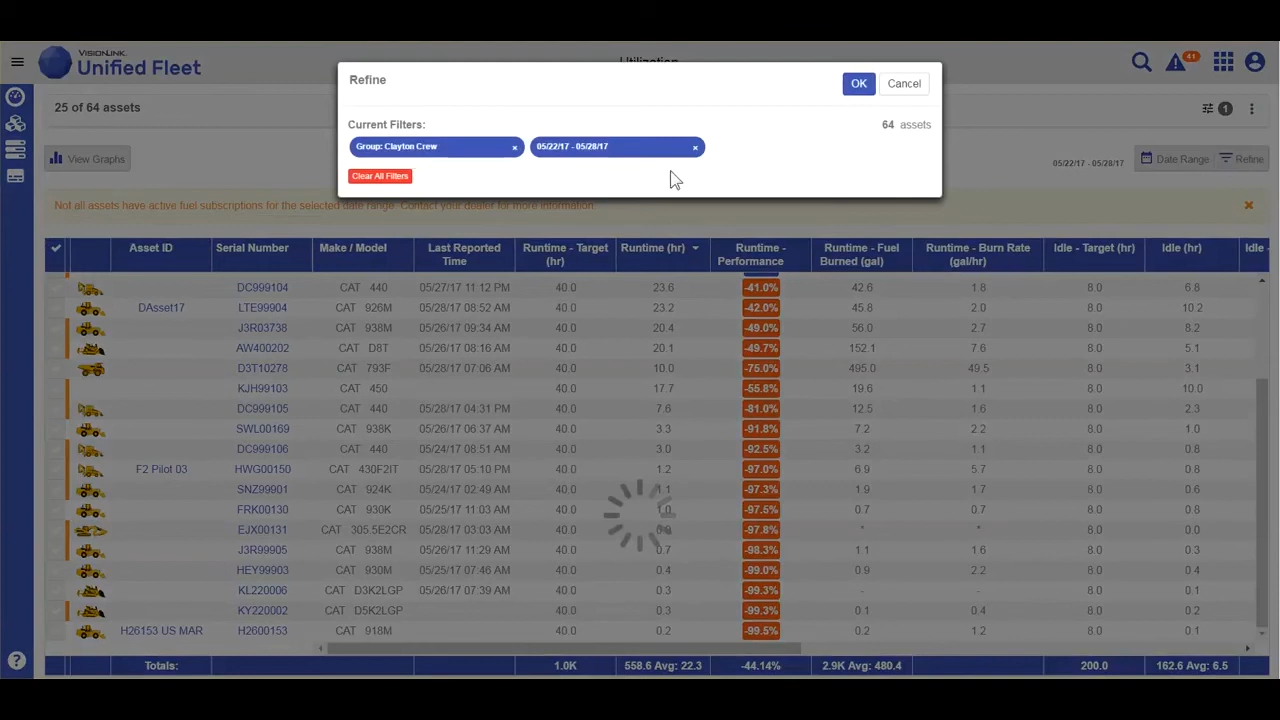 VISIONLINK.
Unified Fleet
41
Refine
OK
Cancel
Current Filters:
64 assets
Group: Clayton Crew ×
05/22/17 - 05/28/17 ×
Clear All Filters
25 of 64 assets
1
View Graphs
05/22/17 - 05/28/17
Date Range
Refine
Not all assets have active fuel subscriptions for the selected date range. Contact your dealer for more information.
Asset ID Serial Number Make / Model Last Reported Time Runtime - Target (hr) Runtime (hr) Runtime - Performance Runtime - Fuel Burned (gal) Runtime - Burn Rate (gal/hr) Idle - Target (hr) Idle (hr) Idle -
DC999104 CAT 440 05/27/17 11:12 PM 40.0 23.6 -41.0% 42.6 1.8 8.0 6.8
DAsset17 LTE99904 CAT 926M 05/28/17 08:52 AM 40.0 23.2 -42.0% 45.8 2.0 8.0 10.2
J3R03738 CAT 938M 05/26/17 09:34 AM 40.0 20.4 -49.0% 56.0 2.7 8.0 8.2
AW400202 CAT D8T 05/26/17 08:16 AM 40.0 20.1 -49.7% 152.1 7.6 8.0 5.1
D3T10278 CAT 793F 05/28/17 07:06 AM 40.0 10.0 -75.0% 495.0 49.5 8.0 3.1
KJH99103 CAT 450 40.0 17.7 -55.8% 19.6 1.1 8.0 10.0
DC999105 CAT 440 05/28/17 04:31 PM 40.0 7.6 -81.0% 12.5 1.6 8.0 2.3
SWL00169 CAT 938K 05/26/17 06:37 AM 40.0 3.3 -91.8% 7.2 2.2 8.0 1.0
DC999106 CAT 440 05/24/17 08:51 AM 40.0 3.0 -92.5% 3.2 1.1 8.0 0.8
F2 Pilot 03 HWG00150 CAT 430F2IT 05/28/17 05:10 PM 40.0 1.2 -97.0% 6.9 5.7 8.0 0.8
SNZ99901 CAT 924K 05/24/17 02:49 AM 40.0 1.1 -97.3% 1.9 1.7 8.0 0.6
FRK00130 CAT 930K 05/25/17 11:03 AM 40.0 1.0 -97.5% 0.7 0.7 8.0 0.8
EJX00131 CAT 305.5E2CR 05/28/17 03:03 AM 40.0 -97.8% * * 8.0 0.4
J3R99905 CAT 938M 05/26/17 11:29 AM 40.0 0.7 -98.3% 1.1 1.6 8.0 0.3
HEY99903 CAT 930M 05/25/17 07:46 AM 40.0 0.4 -99.0% 0.9 2.2 8.0 0.4
KL220006 CAT D3K2LGP 05/26/17 07:39 AM 40.0 0.3 -99.3% - - 8.0 0.1
KY220002 CAT D5K2LGP 40.0 0.3 -99.3% 0.1 0.4 8.0 0.2
H26153 US MAR H2600153 CAT 918M 40.0 0.2 -99.5% 0.2 1.2 8.0 0.1
Totals: 1.0K 558.6 Avg: 22.3 -44.14% 2.9K Avg: 480.4 200.0 162.6 Avg: 6.5